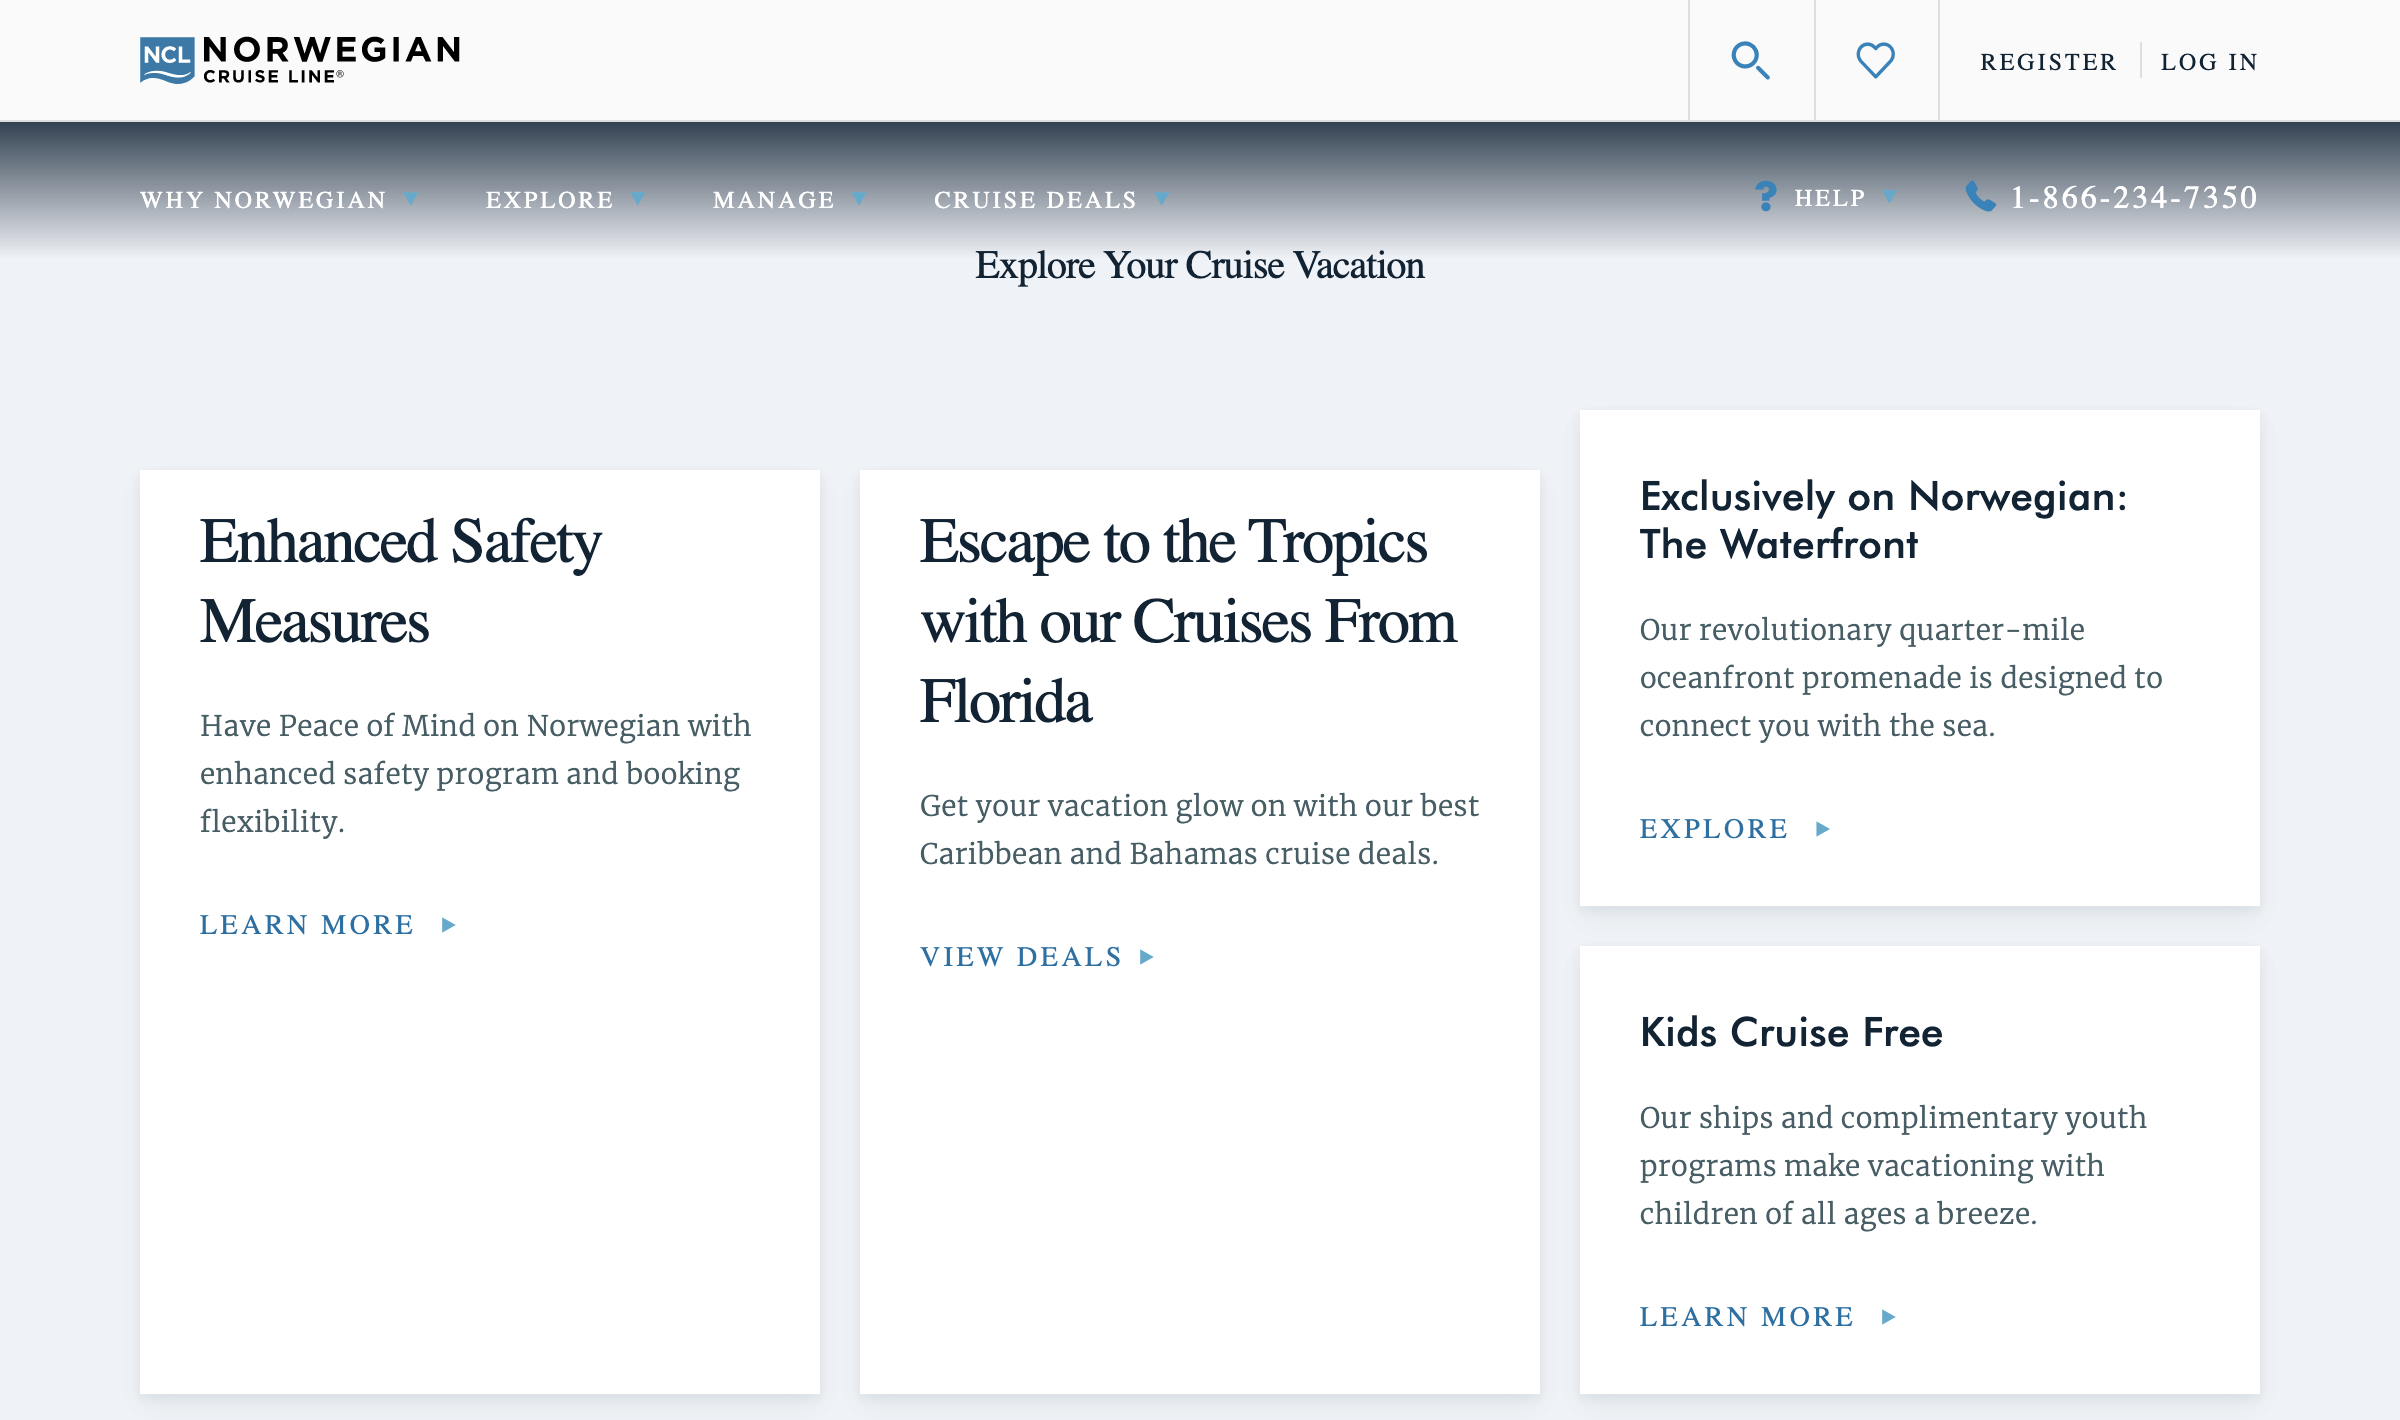 NCL NORWEGIAN
CRUISE LINE®
REGISTER LOG IN
WHY NORWEGIAN EXPLORE MANAGE CRUISE DEALS ? HELP 1-866-234-7350
Explore Your Cruise Vacation
Enhanced Safety
Measures
Have Peace of Mind on Norwegian with
enhanced safety program and booking
flexibility.
LEARN MORE
Escape to the Tropics
with our Cruises From
Florida
Get your vacation glow on with our best
Caribbean and Bahamas cruise deals.
VIEW DEALS
Exclusively on Norwegian:
The Waterfront
Our revolutionary quarter-mile
oceanfront promenade is designed to
connect you with the sea.
EXPLORE
Kids Cruise Free
Our ships and complimentary youth
programs make vacationing with
children of all ages a breeze.
LEARN MORE